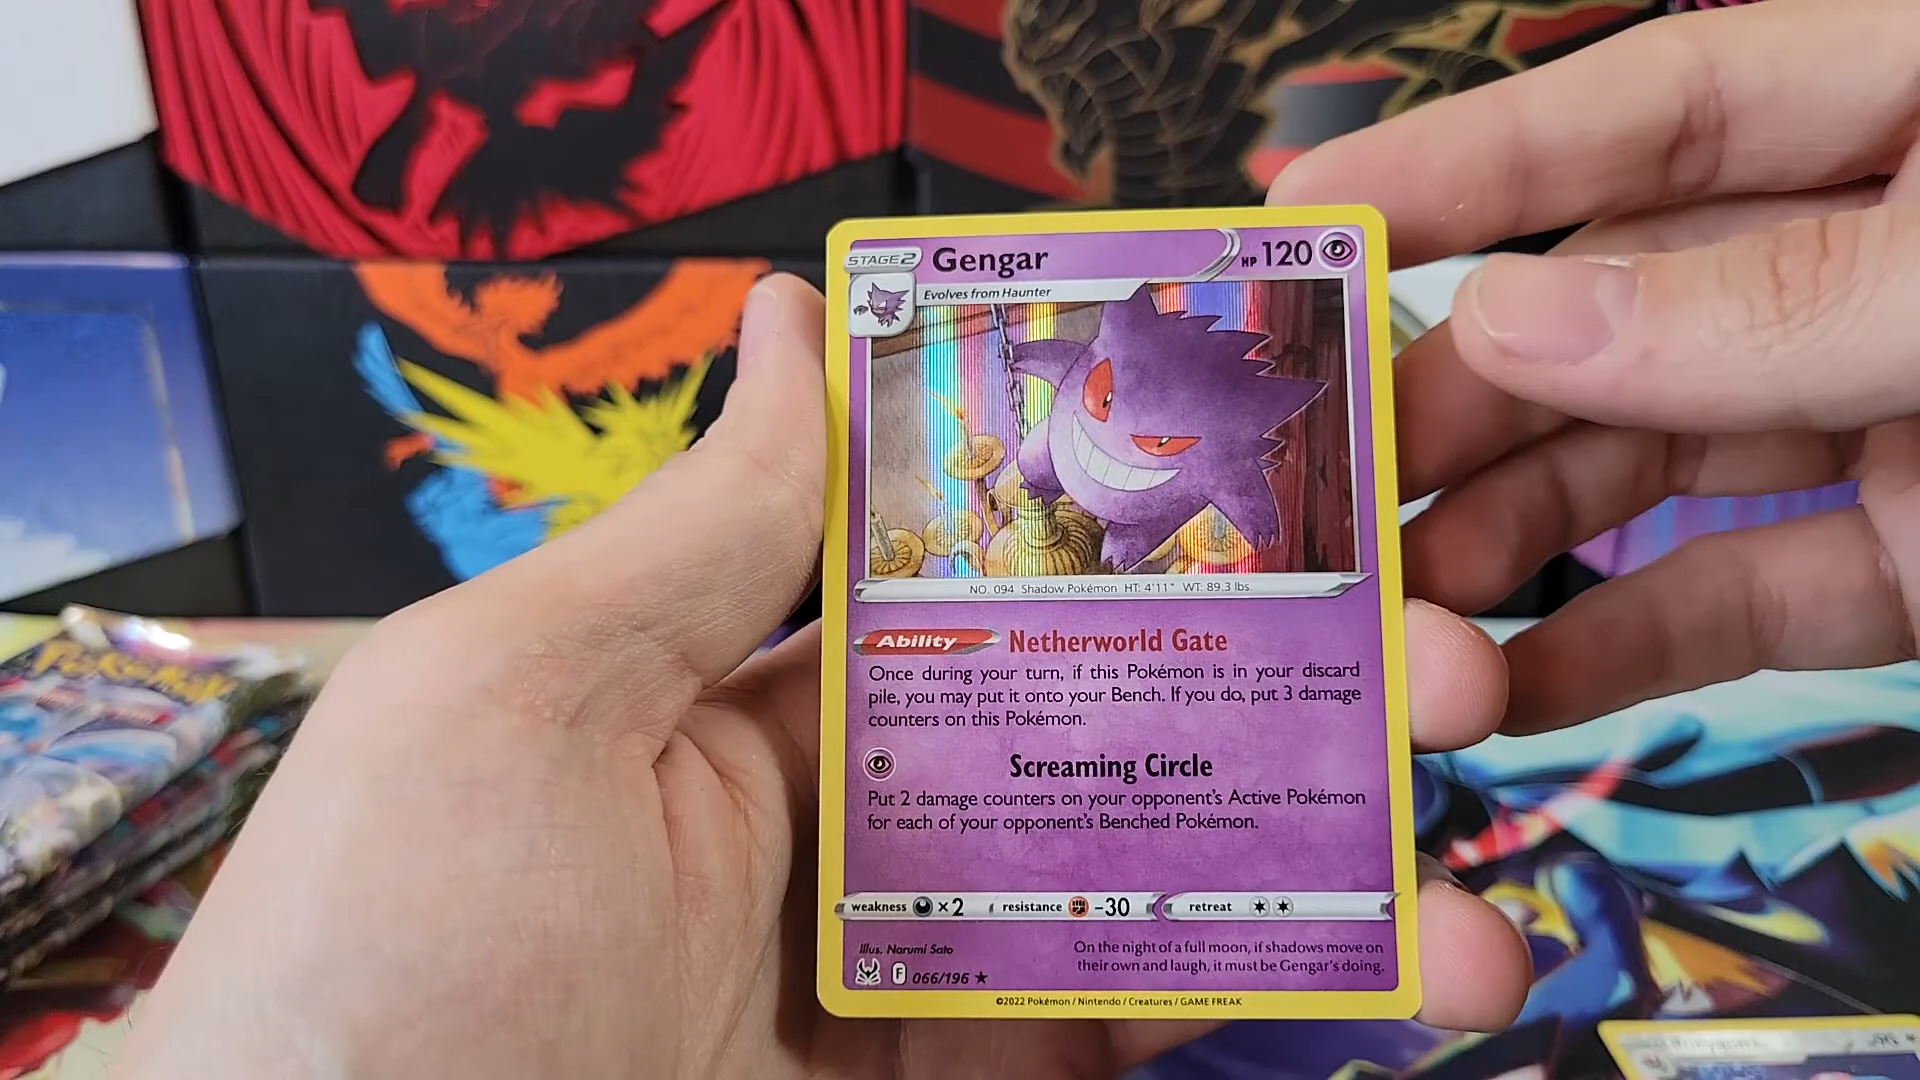 STAGE2 Gengar HP 120
Evolves from Haunter
NO. 094 Shadow Pokémon HT: 4'11" WT: 89.3 lbs.
Ability Netherworld Gate
Once during your turn, if this Pokémon is in your discard
pile, you may put it onto your Bench. If you do, put 3 damage
counters on this Pokémon.
Screaming Circle
Put 2 damage counters on your opponent's Active Pokémon
for each of your opponent's Benched Pokémon.
weakness ×2 resistance -30 retreat
Illus. Narumi Sato
F 066/196 ★
On the night of a full moon, if shadows move on
their own and laugh, it must be Gengar's doing.
©2022 Pokémon / Nintendo / Creatures / GAME FREAK
Pokémon